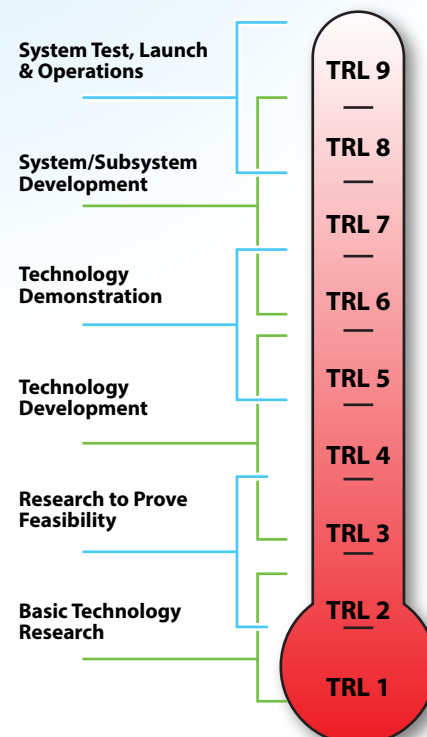 System Test, Launch
& Operations
System/Subsystem
Development
Technology
Demonstration
Technology
Development
Research to Prove
Feasibility
Basic Technology
Research
TRL 9
TRL 8
TRL 7
TRL 6
TRL 5
TRL 4
TRL 3
TRL 2
TRL 1